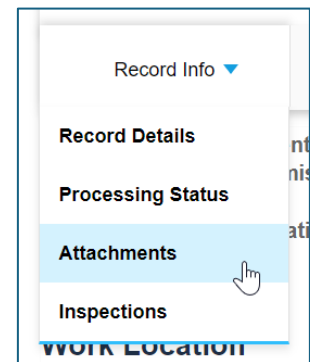 Record Info
Record Details
Processing Status
Attachments
Inspections
Work Location